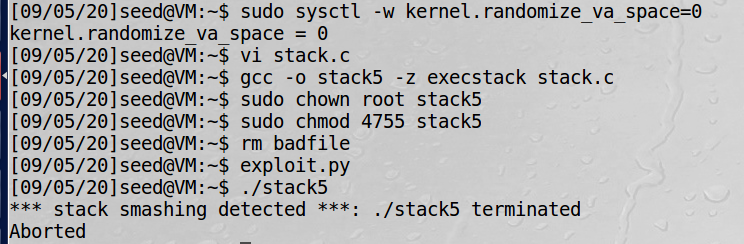 [09/05/20]seed@VM:~$ sudo sysctl -w kernel.randomize_va_space=0
kernel.randomize_va_space = 0
[09/05/20]seed@VM:~$ vi stack.c
[09/05/20]seed@VM:~$ gcc -o stack5 -z execstack stack.c
[09/05/20]seed@VM:~$ sudo chown root stack5
[09/05/20]seed@VM:~$ sudo chmod 4755 stack5
[09/05/20]seed@VM:~$ rm badfile
[09/05/20]seed@VM:~$ exploit.py
[09/05/20]seed@VM:~$ ./stack5
*** stack smashing detected ***: ./stack5 terminated
Aborted